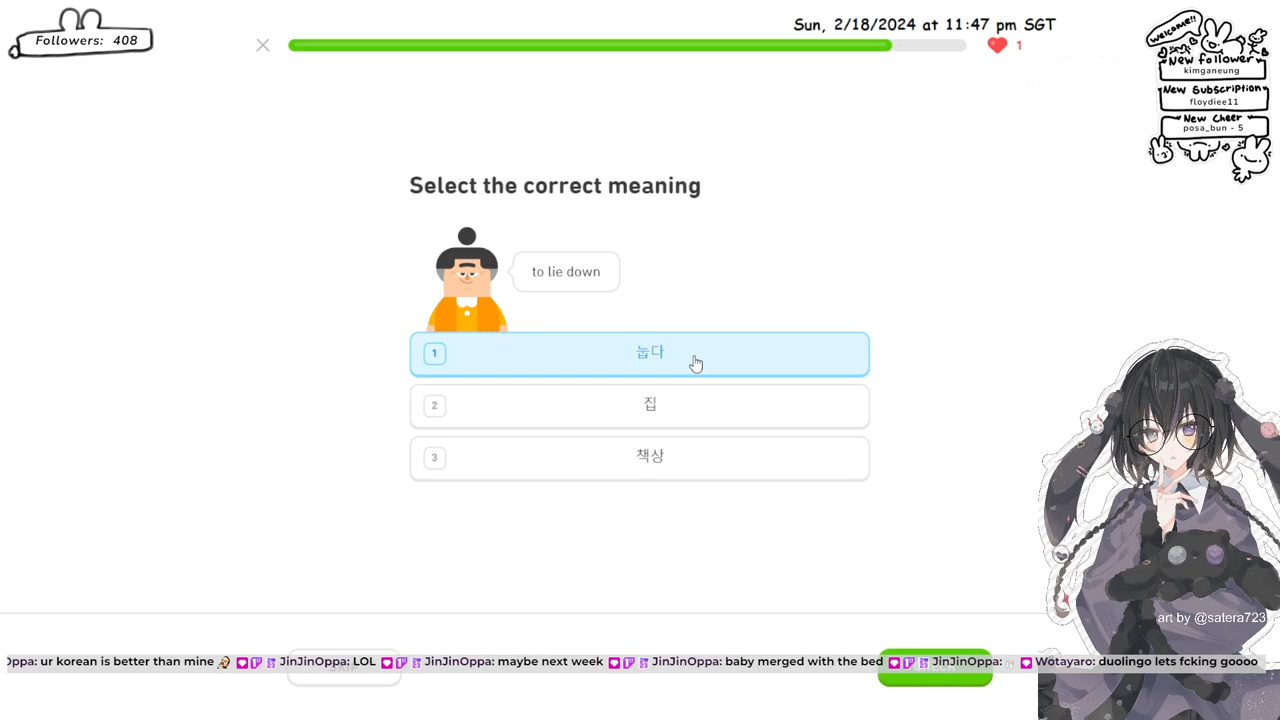 Followers: 408
Sun, 2/18/2024 at 11:47 pm SGT
1
welcome!!
New follower
kimganeung
New Subscription
floydiee11
New Cheer
posa_bun - 5
Select the correct meaning
to lie down
1 눕다
2 집
3 책상
art by @satera723
Oppa: ur korean is better than mine JinJinOppa: LOL JinJinOppa: maybe next week JinJinOppa: baby merged with the bed JinJinOppa: Wotayaro: duolingo lets fcking goooo